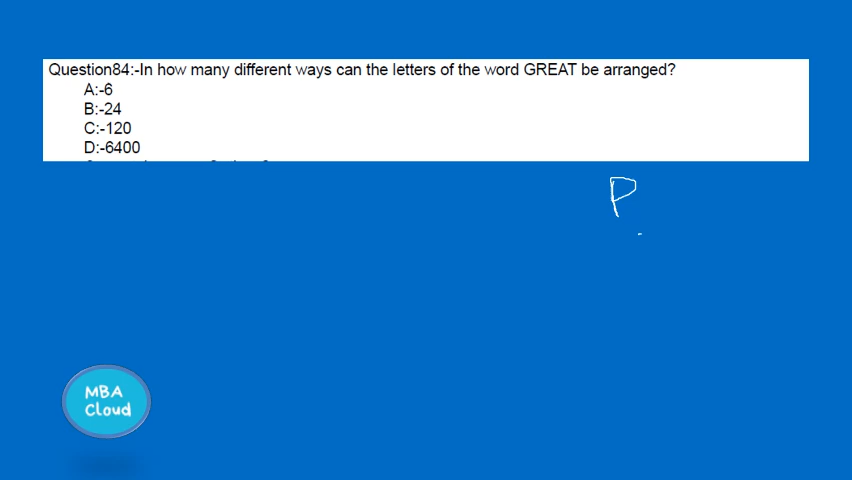 Question84:-In how many different ways can the letters of the word GREAT be arranged?
A:-6
B:-24
C:-120
D:-6400
P
MBA
Cloud